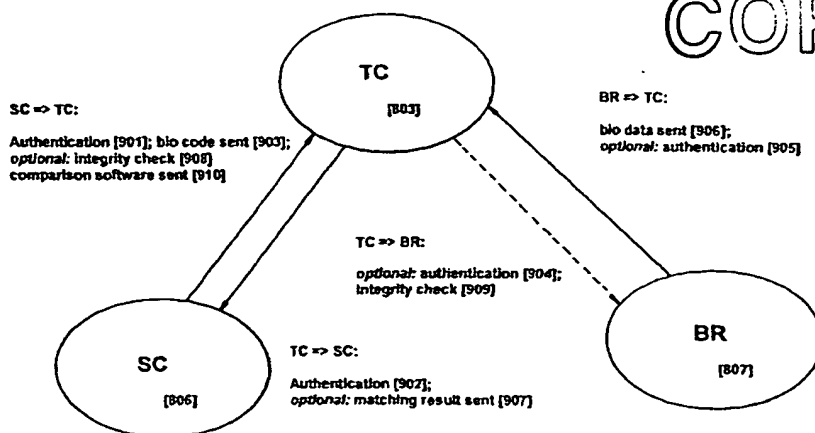 TC
[803]
SC => TC:
Authentication [901]; bio code sent [903];
optional: integrity check [908]
comparison software sent [910]
BR => TC:
bio data sent [906];
optional: authentication [905]
TC => BR:
optional: authentication [904];
integrity check [909]
SC
[806]
TC => SC:
Authentication [902];
optional: matching result sent [907]
BR
[807]